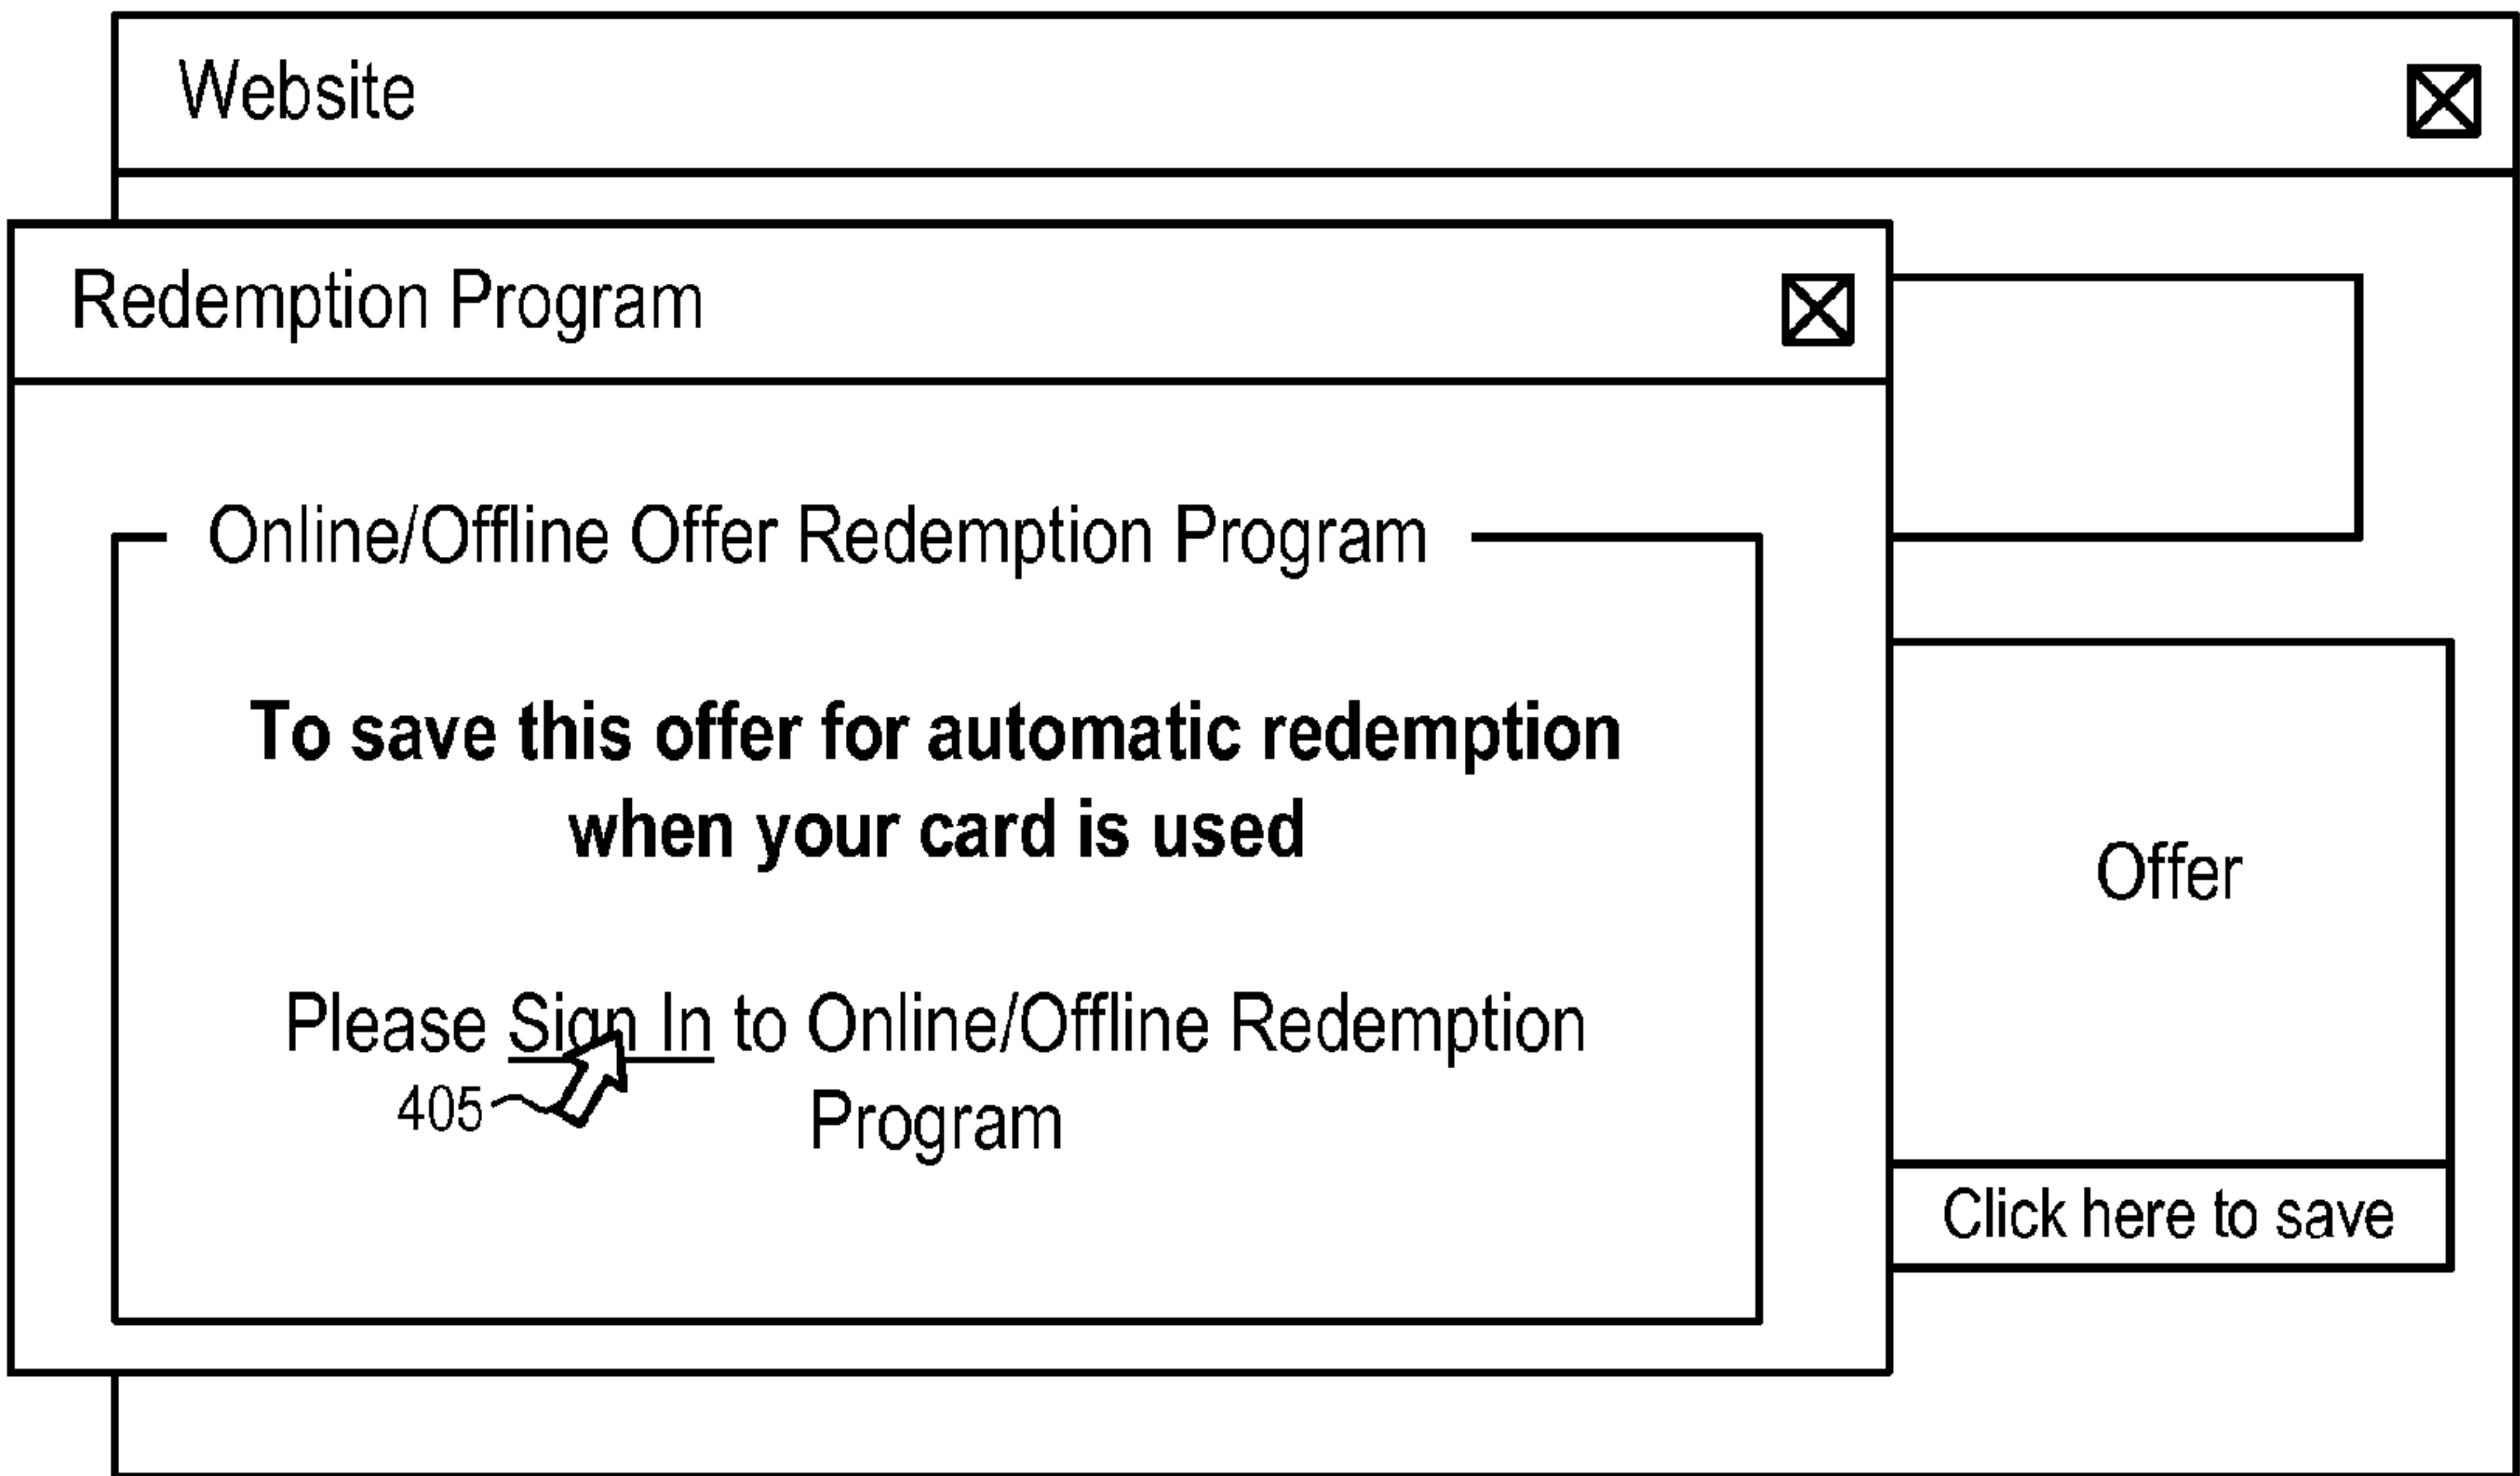 Website
Redemption Program
Online/Offline Offer Redemption Program
To save this offer for automatic redemption
when your card is used
Please Sign In to Online/Offline Redemption
405
Program
Offer
Click here to save